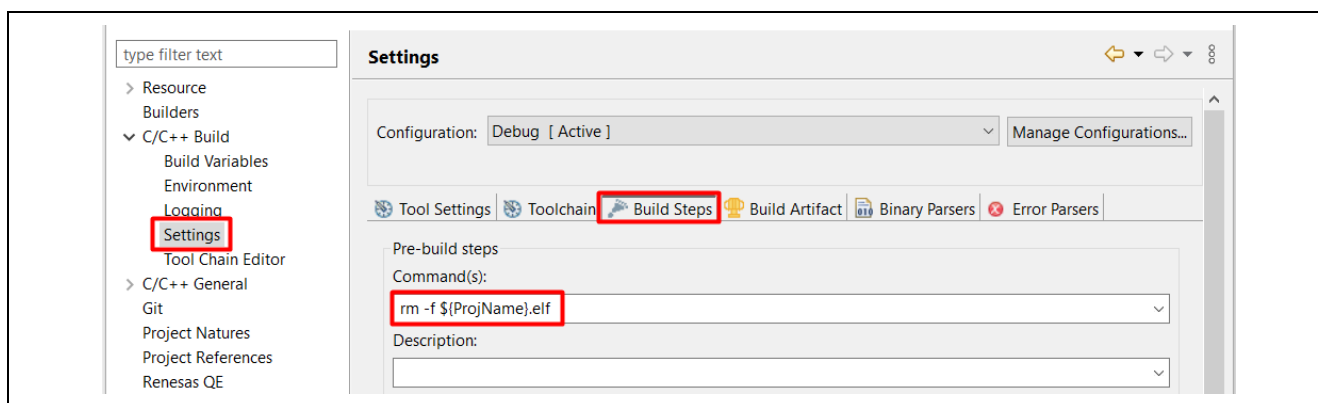 type filter text
Resource
Builders
C/C++ Build
Build Variables
Environment
Logging
Settings
Tool Chain Editor
C/C++ General
Git
Project Natures
Project References
Renesas QE
Settings
Configuration: Debug [ Active ] Manage Configurations...
Tool Settings Toolchain Build Steps Build Artifact Binary Parsers Error Parsers
Pre-build steps
Command(s):
rm -f ${ProjName}.elf
Description: